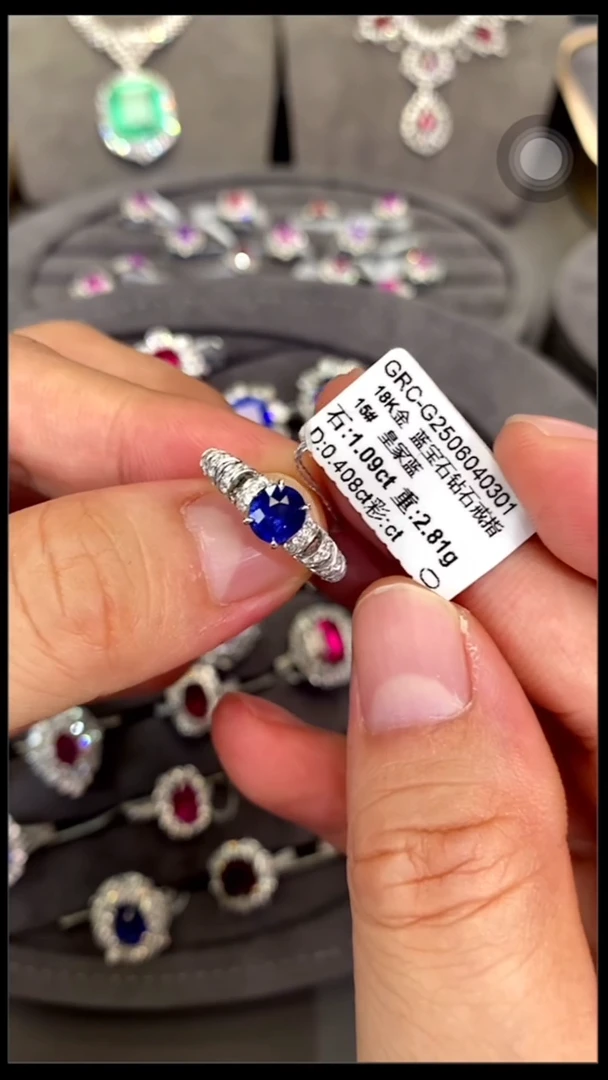 GRC-G2506040301
18K金 蓝宝石钻石戒指
15# 皇家蓝
石:1.09ct 重:2.81g
D:0.408ct彩:ct